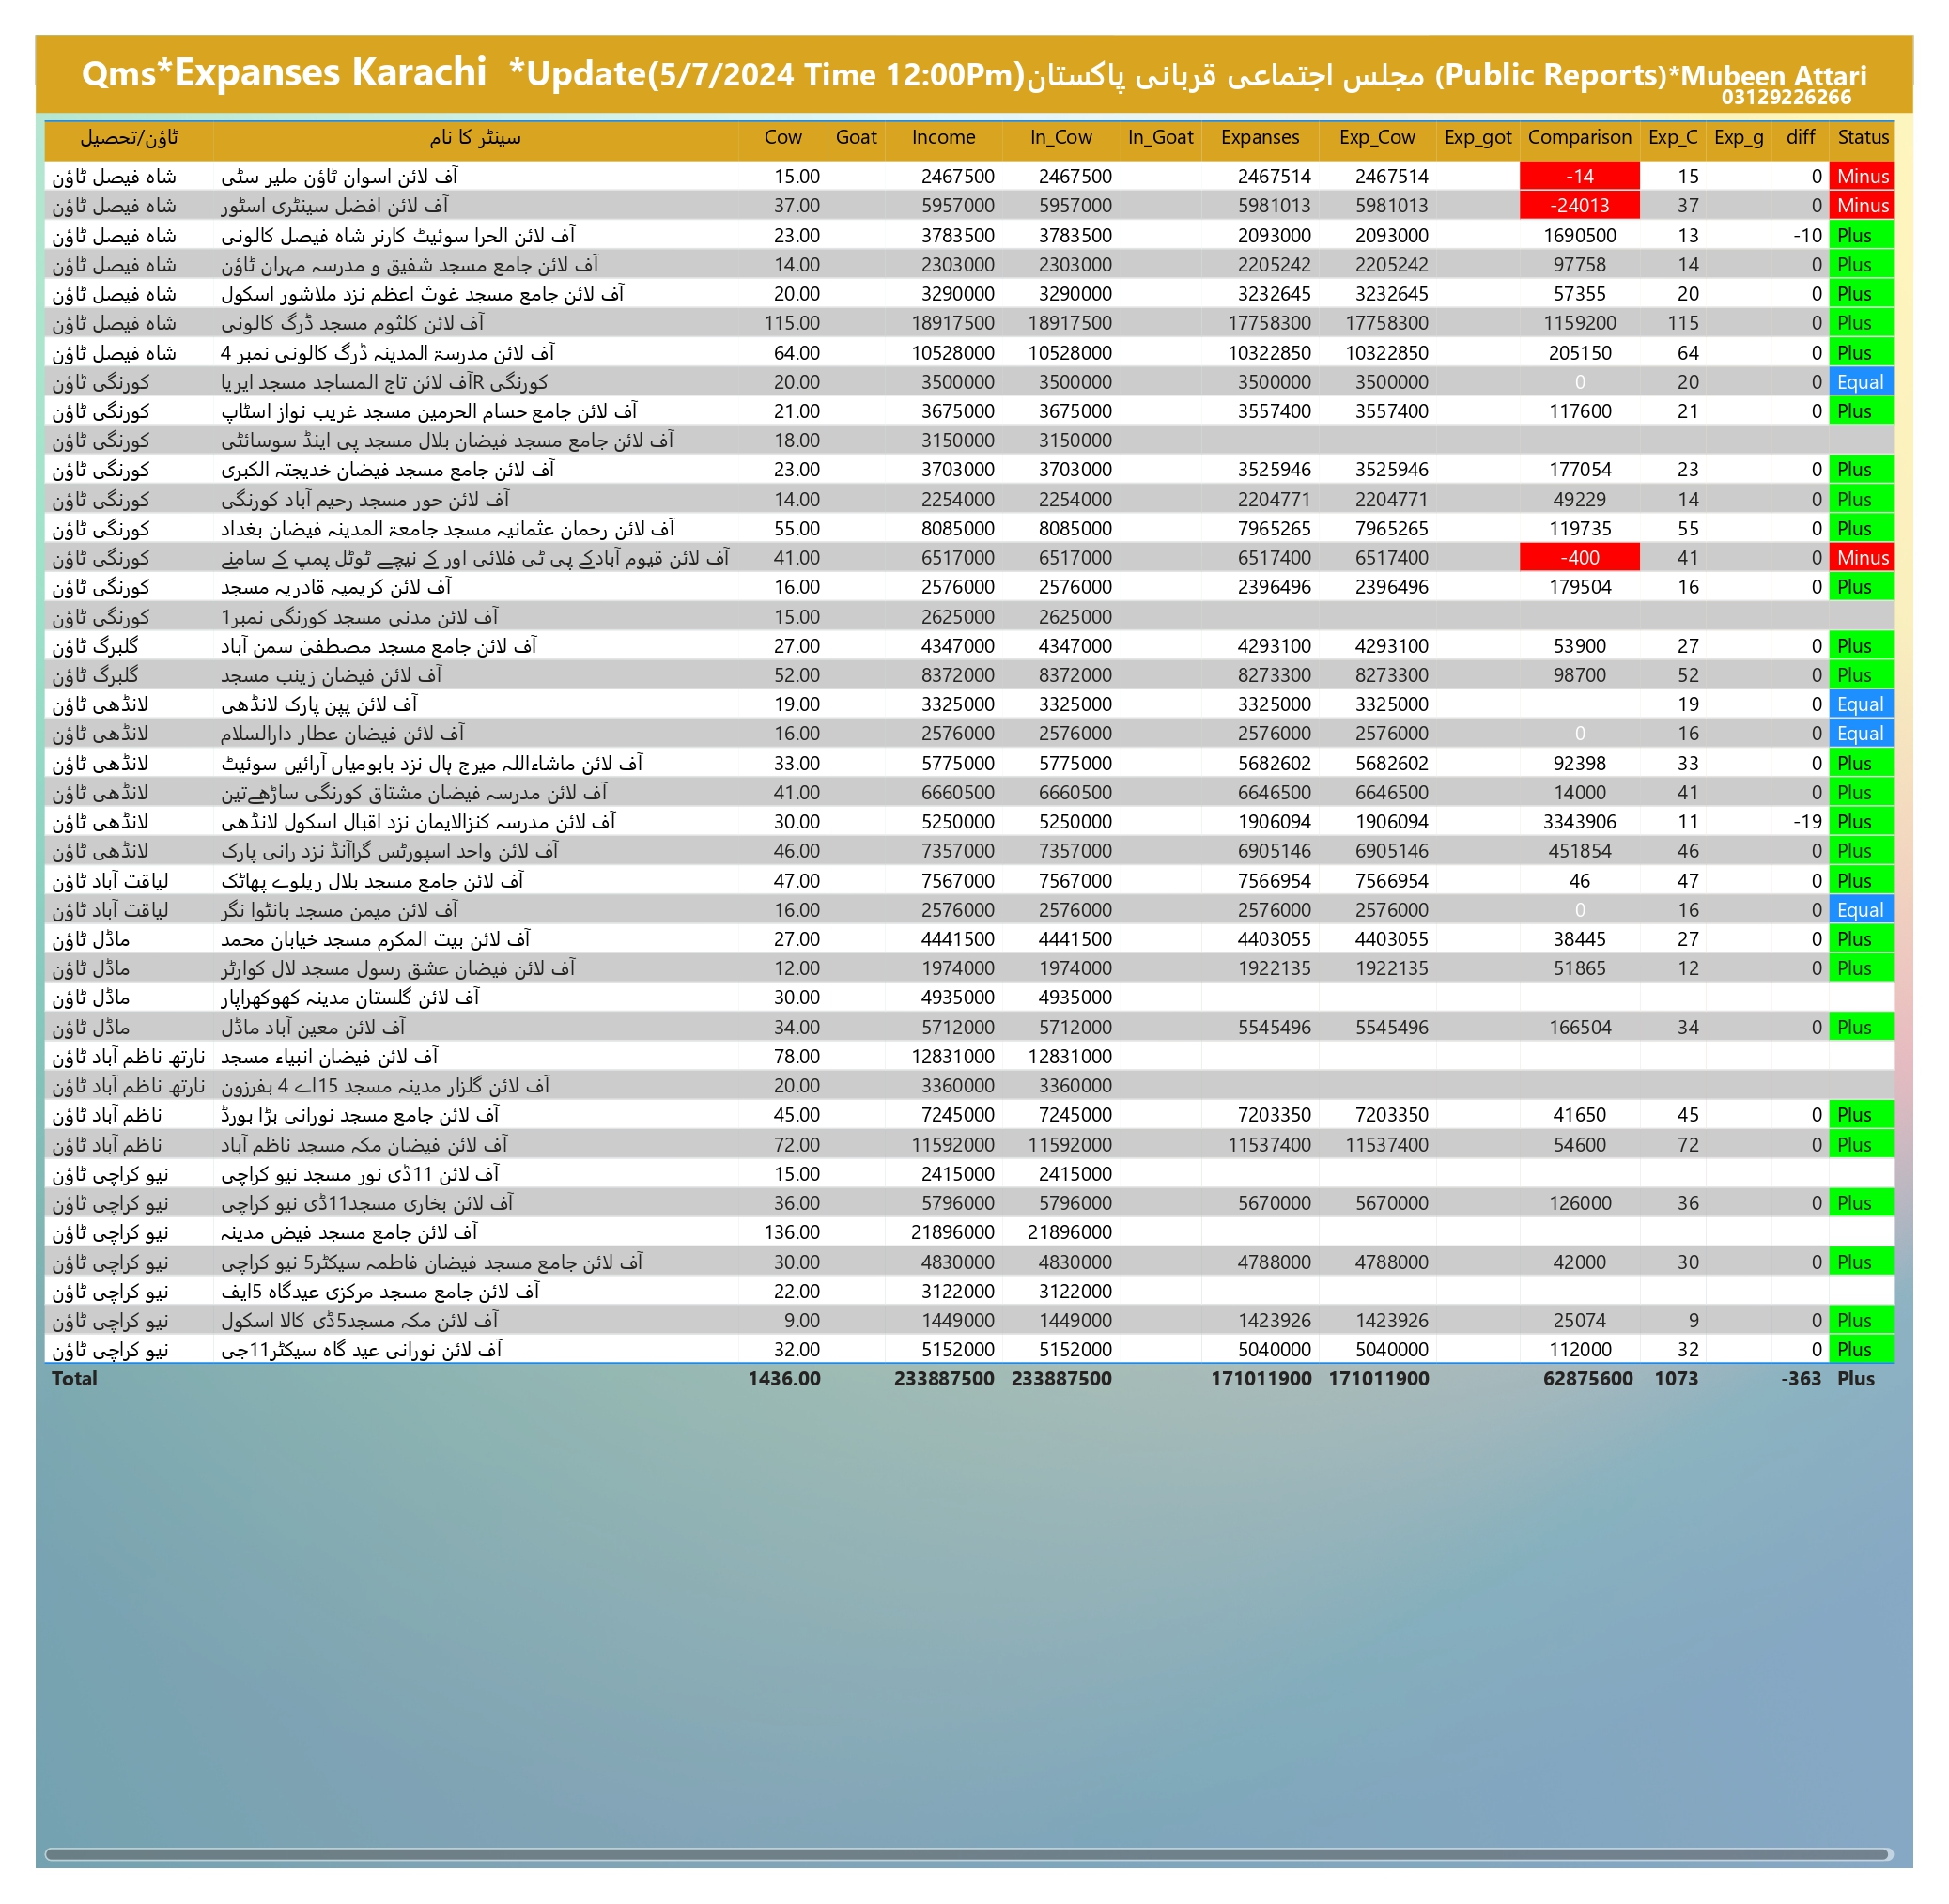 Qms*Expanses Karachi *Update(5/7/2024 Time 12:00Pm)مجلس اجتماعی قربانی پاکستان (Public Reports)*Mubeen Attari
03129226266
ٹاؤن/تحصیل سینٹر کا نام Cow Goat Income In_Cow In_Goat Expanses Exp_Cow Exp_got Comparison Exp_C Exp_g diff Status
شاہ فیصل ٹاؤن آف لائن اسوان ٹاؤن ملیر سٹی 15.00 2467500 2467500 2467514 2467514 -14 15 0 Minus
شاہ فیصل ٹاؤن آف لائن افضل سینٹری اسٹور 37.00 5957000 5957000 5981013 5981013 -24013 37 0 Minus
شاہ فیصل ٹاؤن آف لائن الحرا سوئیٹ کارنر شاہ فیصل کالونی 23.00 3783500 3783500 2093000 2093000 1690500 13 -10 Plus
شاہ فیصل ٹاؤن آف لائن جامع مسجد شفیق و مدرسہ مہران ٹاؤن 14.00 2303000 2303000 2205242 2205242 97758 14 0 Plus
شاہ فیصل ٹاؤن آف لائن جامع مسجد غوث اعظم نزد ملاشور اسکول 20.00 3290000 3290000 3232645 3232645 57355 20 0 Plus
شاہ فیصل ٹاؤن آف لائن کلثوم مسجد ڈرگ کالونی 115.00 18917500 18917500 17758300 17758300 1159200 115 0 Plus
شاہ فیصل ٹاؤن آف لائن مدرسۃ المدینہ ڈرگ کالونی نمبر 4 64.00 10528000 10528000 10322850 10322850 205150 64 0 Plus
کورنگی ٹاؤن آف لائن تاج المساجد مسجد ایریا R کورنگی 20.00 3500000 3500000 3500000 3500000 0 20 0 Equal
کورنگی ٹاؤن آف لائن جامع حسام الحرمین مسجد غریب نواز اسٹاپ 21.00 3675000 3675000 3557400 3557400 117600 21 0 Plus
کورنگی ٹاؤن آف لائن جامع مسجد فیضان بلال مسجد پی اینڈ سوسائٹی 18.00 3150000 3150000
کورنگی ٹاؤن آف لائن جامع مسجد فیضان خدیجتہ الکبری 23.00 3703000 3703000 3525946 3525946 177054 23 0 Plus
کورنگی ٹاؤن آف لائن حور مسجد رحیم آباد کورنگی 14.00 2254000 2254000 2204771 2204771 49229 14 0 Plus
کورنگی ٹاؤن آف لائن رحمان عثمانیہ مسجد جامعۃ المدینہ فیضان بغداد 55.00 8085000 8085000 7965265 7965265 119735 55 0 Plus
کورنگی ٹاؤن آف لائن قیوم آبادکے پی ٹی فلائی اور کے نیچے ٹوٹل پمپ کے سامنے 41.00 6517000 6517000 6517400 6517400 -400 41 0 Minus
کورنگی ٹاؤن آف لائن کریمیہ قادریہ مسجد 16.00 2576000 2576000 2396496 2396496 179504 16 0 Plus
کورنگی ٹاؤن آف لائن مدنی مسجد کورنگی نمبر1 15.00 2625000 2625000
گلبرگ ٹاؤن آف لائن جامع مسجد مصطفیٰ سمن آباد 27.00 4347000 4347000 4293100 4293100 53900 27 0 Plus
گلبرگ ٹاؤن آف لائن فیضان زینب مسجد 52.00 8372000 8372000 8273300 8273300 98700 52 0 Plus
لانڈھی ٹاؤن آف لائن پپن پارک لانڈھی 19.00 3325000 3325000 3325000 3325000 19 0 Equal
لانڈھی ٹاؤن آف لائن فیضان عطار دارالسلام 16.00 2576000 2576000 2576000 2576000 0 16 0 Equal
لانڈھی ٹاؤن آف لائن ماشاءاللہ میرج ہال نزد بابومیاں آرائیں سوئیٹ 33.00 5775000 5775000 5682602 5682602 92398 33 0 Plus
لانڈھی ٹاؤن آف لائن مدرسہ فیضان مشتاق کورنگی ساڑھےتین 41.00 6660500 6660500 6646500 6646500 14000 41 0 Plus
لانڈھی ٹاؤن آف لائن مدرسہ کنزالایمان نزد اقبال اسکول لانڈھی 30.00 5250000 5250000 1906094 1906094 3343906 11 -19 Plus
لانڈھی ٹاؤن آف لائن واحد اسپورٹس گراآنڈ نزد رانی پارک 46.00 7357000 7357000 6905146 6905146 451854 46 0 Plus
لیاقت آباد ٹاؤن آف لائن جامع مسجد بلال ریلوے پھاٹک 47.00 7567000 7567000 7566954 7566954 46 47 0 Plus
لیاقت آباد ٹاؤن آف لائن میمن مسجد بانٹوا نگر 16.00 2576000 2576000 2576000 2576000 0 16 0 Equal
ماڈل ٹاؤن آف لائن بیت المکرم مسجد خیابان محمد 27.00 4441500 4441500 4403055 4403055 38445 27 0 Plus
ماڈل ٹاؤن آف لائن فیضان عشق رسول مسجد لال کوارٹر 12.00 1974000 1974000 1922135 1922135 51865 12 0 Plus
ماڈل ٹاؤن آف لائن گلستان مدینہ کھوکھراپار 30.00 4935000 4935000
ماڈل ٹاؤن آف لائن معین آباد ماڈل 34.00 5712000 5712000 5545496 5545496 166504 34 0 Plus
نارتھ ناظم آباد ٹاؤن آف لائن فیضان انبیاء مسجد 78.00 12831000 12831000
نارتھ ناظم آباد ٹاؤن آف لائن گلزار مدینہ مسجد 15اے 4 بفرزون 20.00 3360000 3360000
ناظم آباد ٹاؤن آف لائن جامع مسجد نورانی بڑا بورڈ 45.00 7245000 7245000 7203350 7203350 41650 45 0 Plus
ناظم آباد ٹاؤن آف لائن فیضان مکہ مسجد ناظم آباد 72.00 11592000 11592000 11537400 11537400 54600 72 0 Plus
نیو کراچی ٹاؤن آف لائن 11ڈی نور مسجد نیو کراچی 15.00 2415000 2415000
نیو کراچی ٹاؤن آف لائن بخاری مسجد11ڈی نیو کراچی 36.00 5796000 5796000 5670000 5670000 126000 36 0 Plus
نیو کراچی ٹاؤن آف لائن جامع مسجد فیض مدینہ 136.00 21896000 21896000
نیو کراچی ٹاؤن آف لائن جامع مسجد فیضان فاطمہ سیکٹر5 نیو کراچی 30.00 4830000 4830000 4788000 4788000 42000 30 0 Plus
نیو کراچی ٹاؤن آف لائن جامع مسجد مرکزی عیدگاہ 5ایف 22.00 3122000 3122000
نیو کراچی ٹاؤن آف لائن مکہ مسجد5ڈی کالا اسکول 9.00 1449000 1449000 1423926 1423926 25074 9 0 Plus
نیو کراچی ٹاؤن آف لائن نورانی عید گاہ سیکٹر11جی 32.00 5152000 5152000 5040000 5040000 112000 32 0 Plus
Total 1436.00 233887500 233887500 171011900 171011900 62875600 1073 -363 Plus